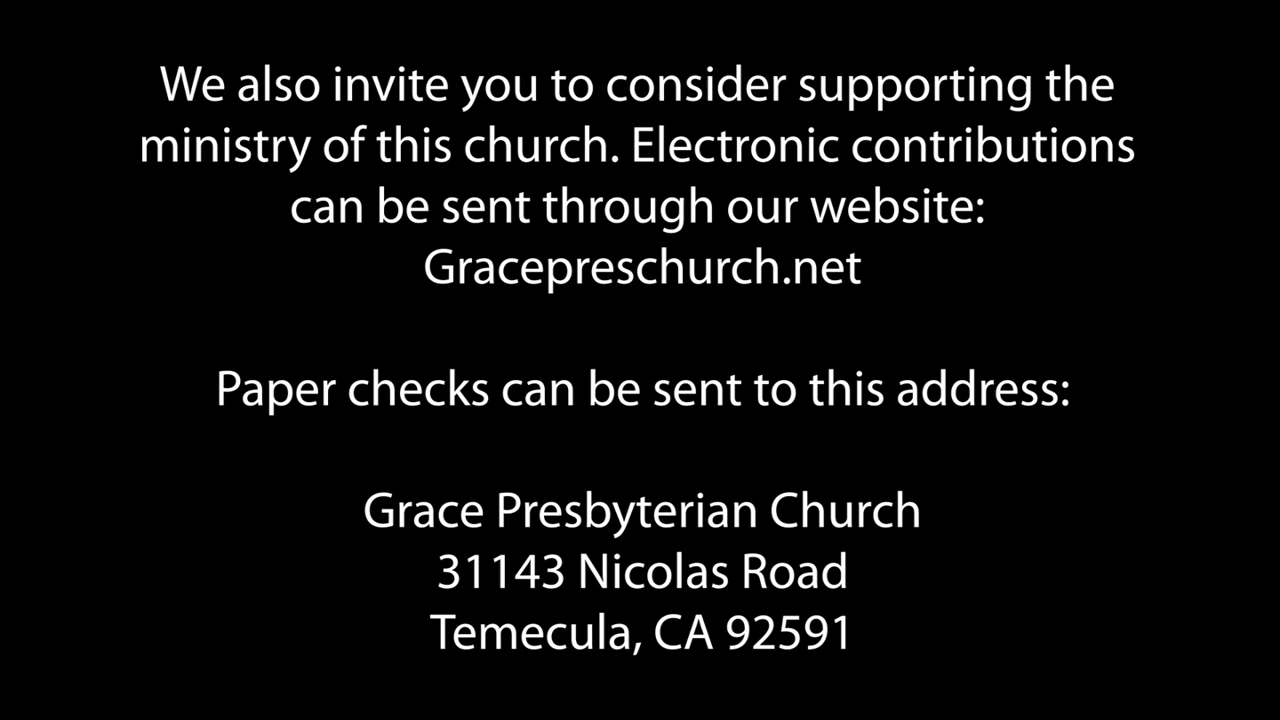 We also invite you to consider supporting the
ministry of this church. Electronic contributions
can be sent through our website:
Gracepreschurch.net
Paper checks can be sent to this address:
Grace Presbyterian Church
31143 Nicolas Road
Temecula, CA 92591